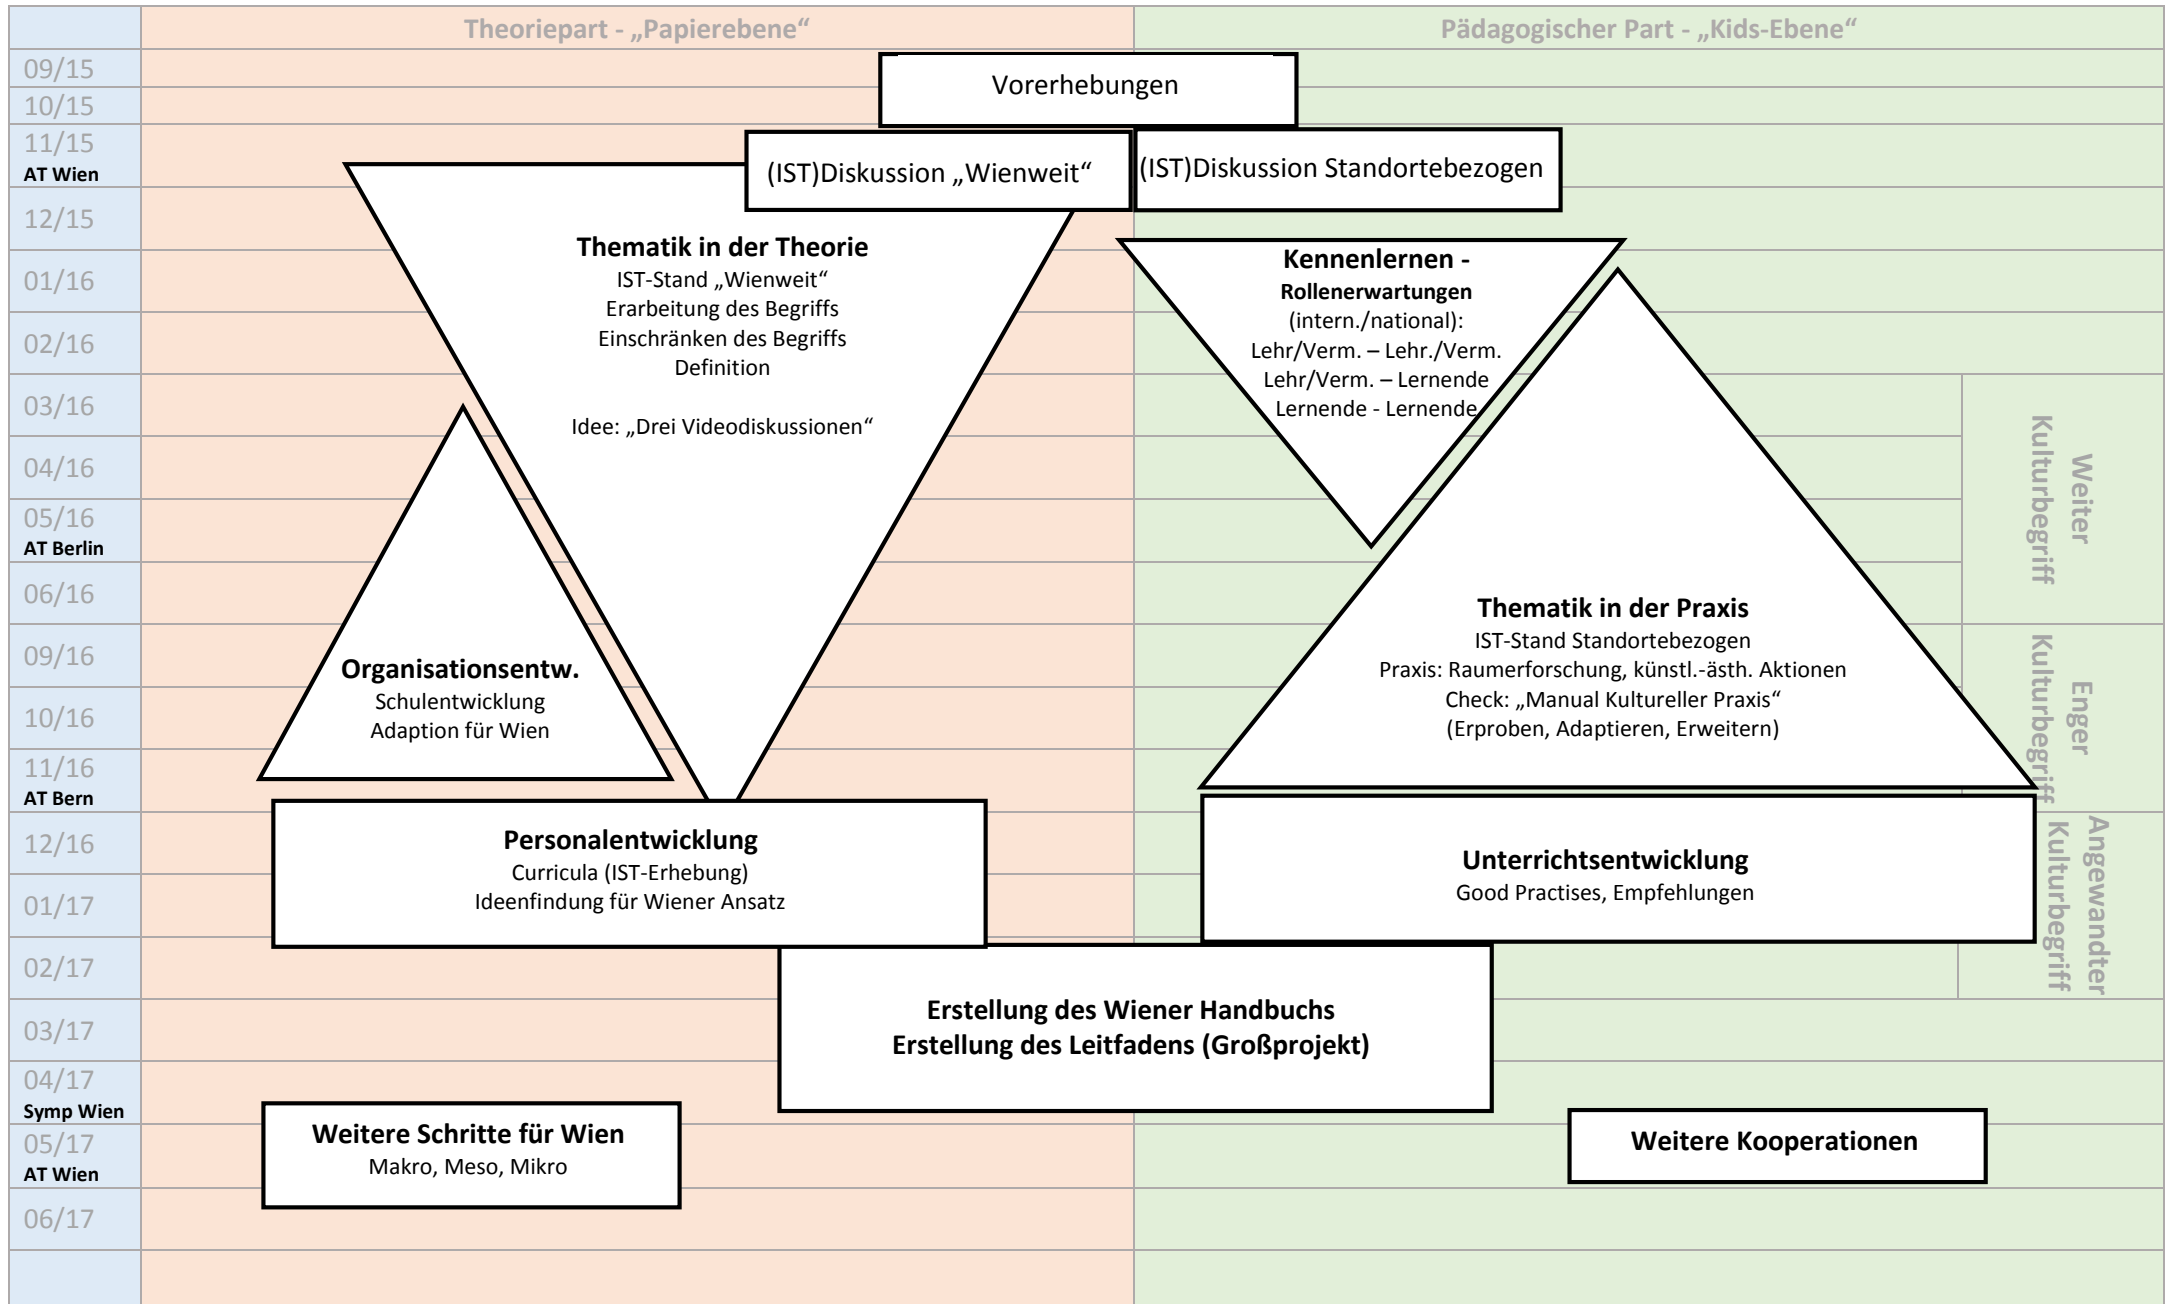 Theoriepart - „Papierebene“
Pädagogischer Part - „Kids-Ebene“
09/15
10/15
11/15
AT Wien
12/15
01/16
02/16
03/16
04/16
05/16
AT Berlin
06/16
09/16
10/16
11/16
AT Bern
12/16
01/17
02/17
03/17
04/17
Symp Wien
05/17
AT Wien
06/17
Vorerhebungen
(IST)Diskussion „Wienweit“
(IST)Diskussion Standortebezogen
Thematik in der Theorie
IST-Stand „Wienweit“
Erarbeitung des Begriffs
Einschränken des Begriffs
Definition
Idee: „Drei Videodiskussionen“
Kennenlernen -
Rollenerwartungen
(intern./national):
Lehr/Verm. – Lehr./Verm.
Lehr/Verm. – Lernende
Lernende - Lernende
Organisationsentw.
Schulentwicklung
Adaption für Wien
Thematik in der Praxis
IST-Stand Standortebezogen
Praxis: Raumerforschung, künstl.-ästh. Aktionen
Check: „Manual Kultureller Praxis“
(Erproben, Adaptieren, Erweitern)
Weiter
Kulturbegriff
Enger
Kulturbegriff
Angewandter
Kulturbegriff
Personalentwicklung
Curricula (IST-Erhebung)
Ideenfindung für Wiener Ansatz
Unterrichtsentwicklung
Good Practises, Empfehlungen
Erstellung des Wiener Handbuchs
Erstellung des Leitfadens (Großprojekt)
Weitere Schritte für Wien
Makro, Meso, Mikro
Weitere Kooperationen